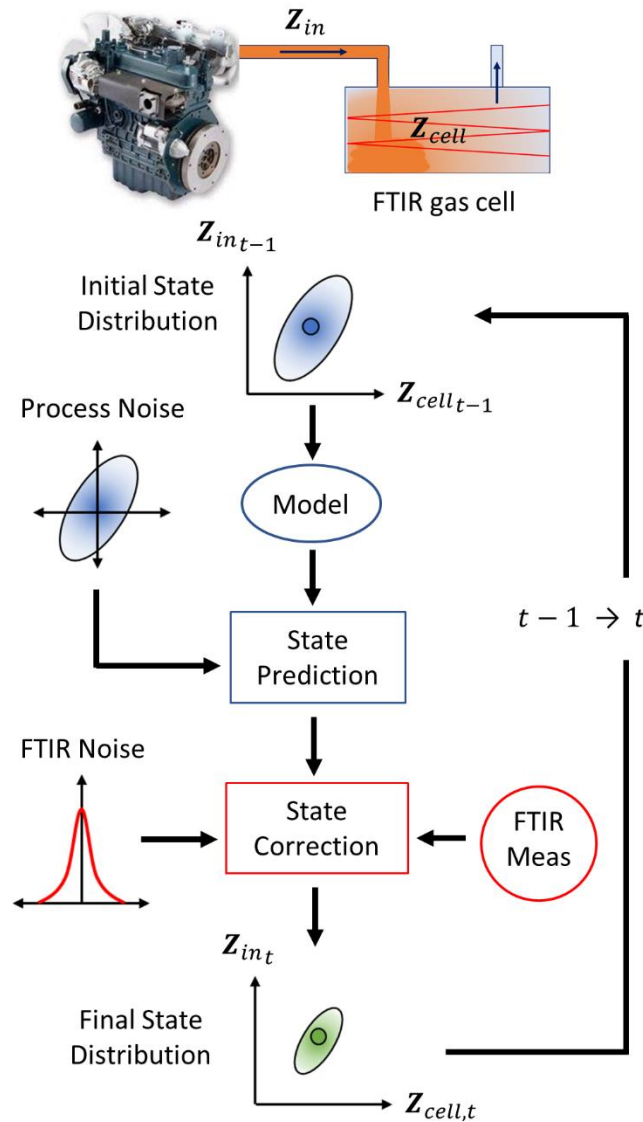 Z_in
Z_cell
FTIR gas cell
Z_in_{t−1}
Initial State
Distribution
Z_cell_{t−1}
Process Noise
Model
t − 1 → t
State
Prediction
FTIR Noise
State
Correction
FTIR
Meas
Z_in_t
Final State
Distribution
Z_cell,t